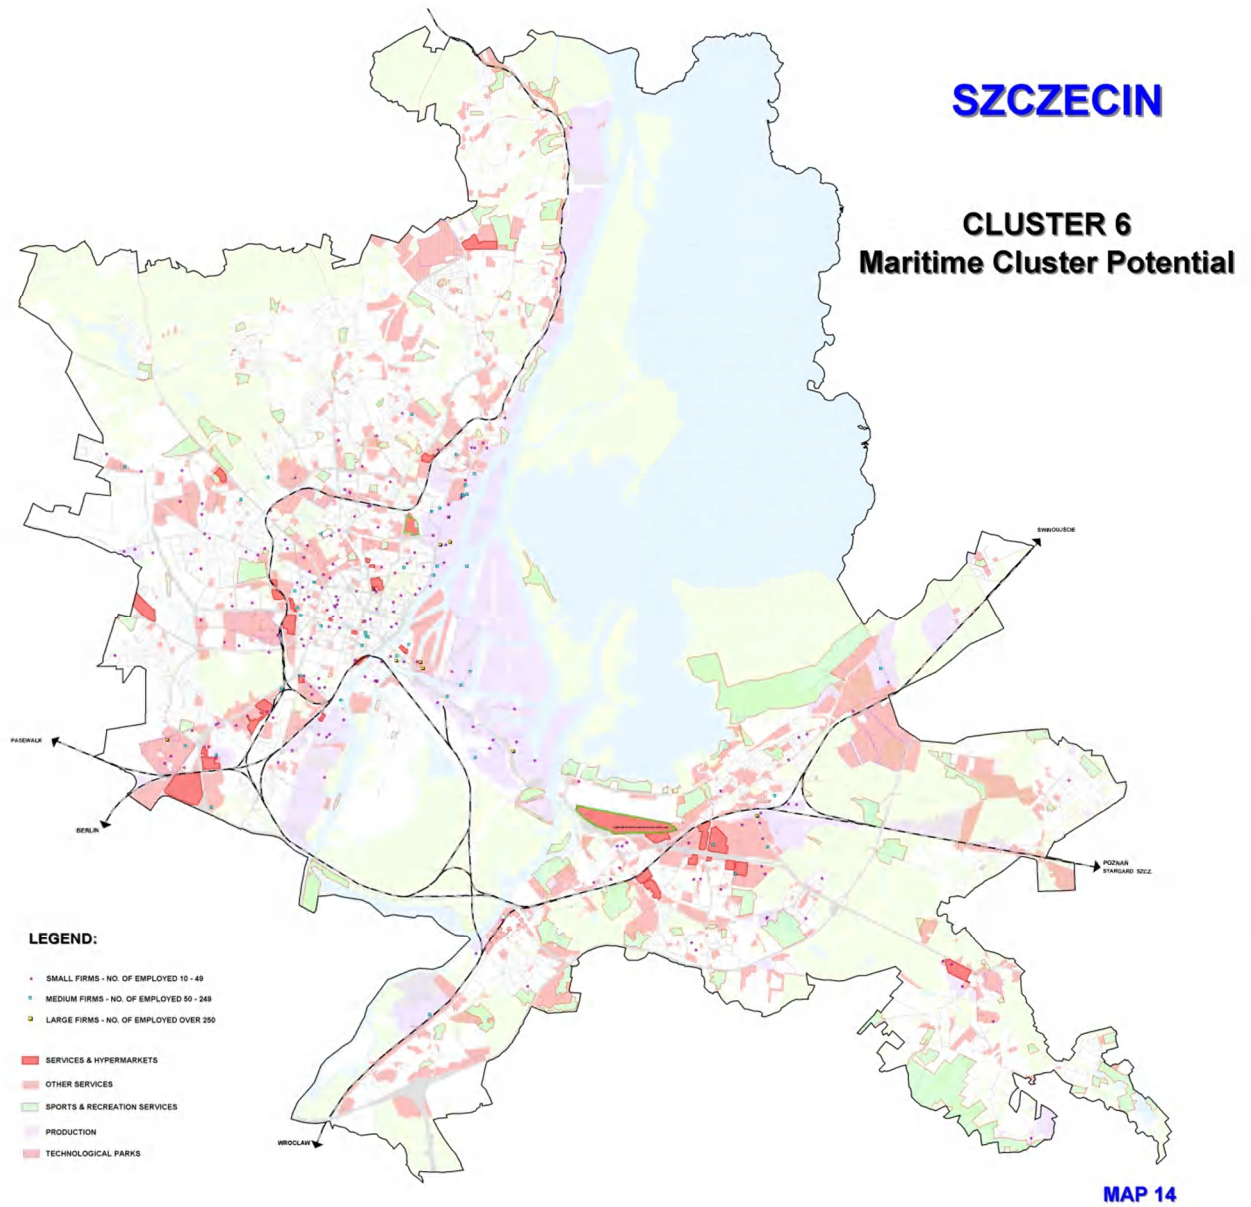 SZCZECIN
CLUSTER 6
Maritime Cluster Potential
ŚWINOUJŚCIE
PASEWALK
BERLIN
POZNAŃ
STARGARD SZCZ.
WROCŁAW
LEGEND:
SMALL FIRMS - NO. OF EMPLOYED 10 - 49
MEDIUM FIRMS - NO. OF EMPLOYED 50 - 249
LARGE FIRMS - NO. OF EMPLOYED OVER 250
SERVICES & HYPERMARKETS
OTHER SERVICES
SPORTS & RECREATION SERVICES
PRODUCTION
TECHNOLOGICAL PARKS
MAP 14